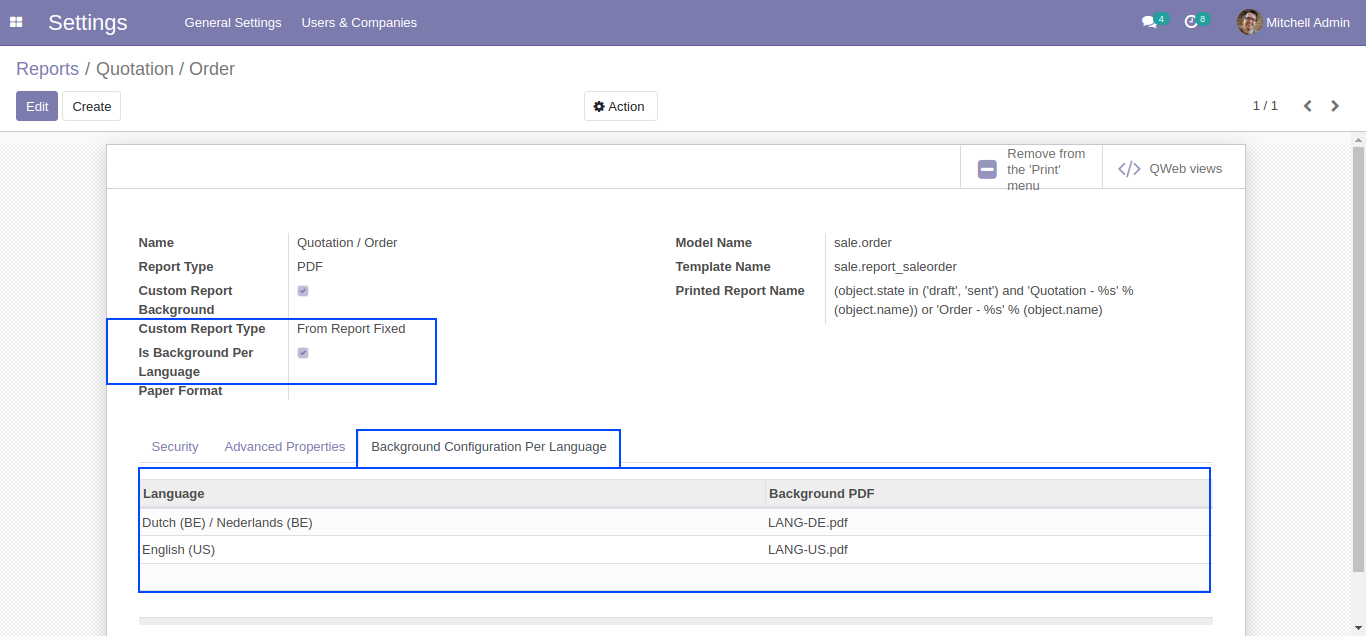 Settings
General Settings
Users & Companies
4
8
Mitchell Admin
Reports / Quotation / Order
Edit
Create
Action
1 / 1
Remove from
the 'Print'
menu
</> QWeb views
Name
Quotation / Order
Report Type
PDF
Custom Report
Background
Custom Report Type
From Report Fixed
Is Background Per
Language
Paper Format
Model Name
sale.order
Template Name
sale.report_saleorder
Printed Report Name
(object.state in ('draft', 'sent') and 'Quotation - %s' %
(object.name)) or 'Order - %s' % (object.name)
Security
Advanced Properties
Background Configuration Per Language
Language
Background PDF
Dutch (BE) / Nederlands (BE)
LANG-DE.pdf
English (US)
LANG-US.pdf